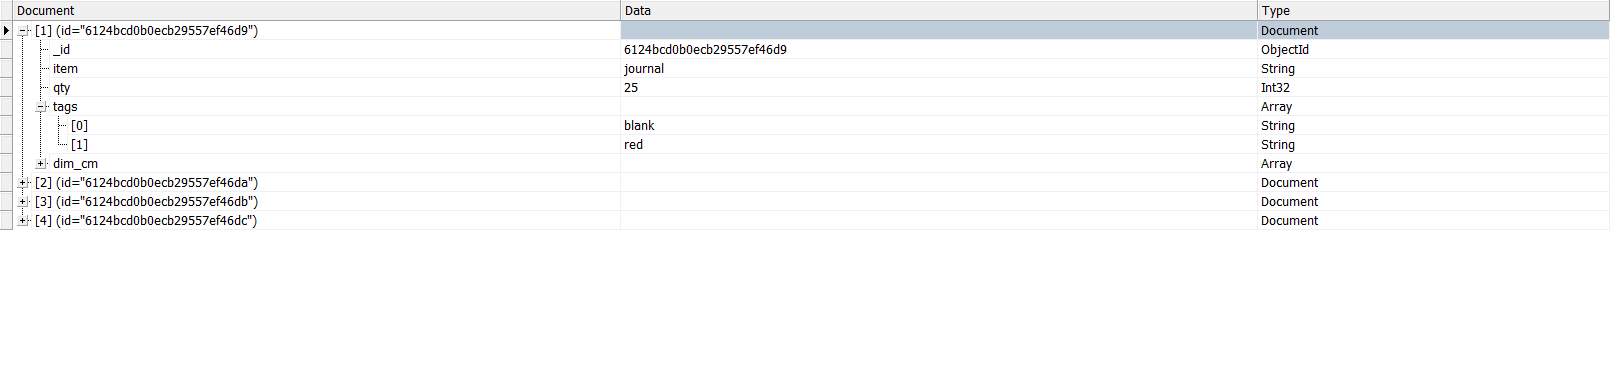 Document Data Type
[1] (id="6124bcd0b0ecb29557ef46d9") Document
_id 6124bcd0b0ecb29557ef46d9 ObjectId
item journal String
qty 25 Int32
tags Array
[0] blank String
[1] red String
dim_cm Array
[2] (id="6124bcd0b0ecb29557ef46da") Document
[3] (id="6124bcd0b0ecb29557ef46db") Document
[4] (id="6124bcd0b0ecb29557ef46dc") Document